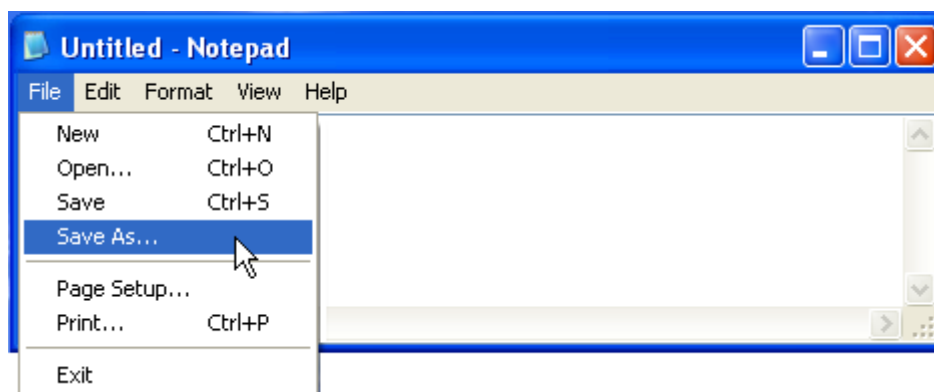 Untitled - Notepad
File Edit Format View Help
New Ctrl+N
Open... Ctrl+O
Save Ctrl+S
Save As...
Page Setup...
Print... Ctrl+P
Exit